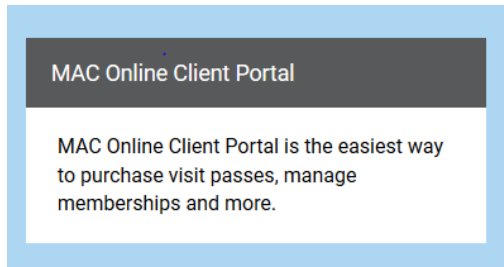 MAC Online Client Portal
MAC Online Client Portal is the easiest way
to purchase visit passes, manage
memberships and more.